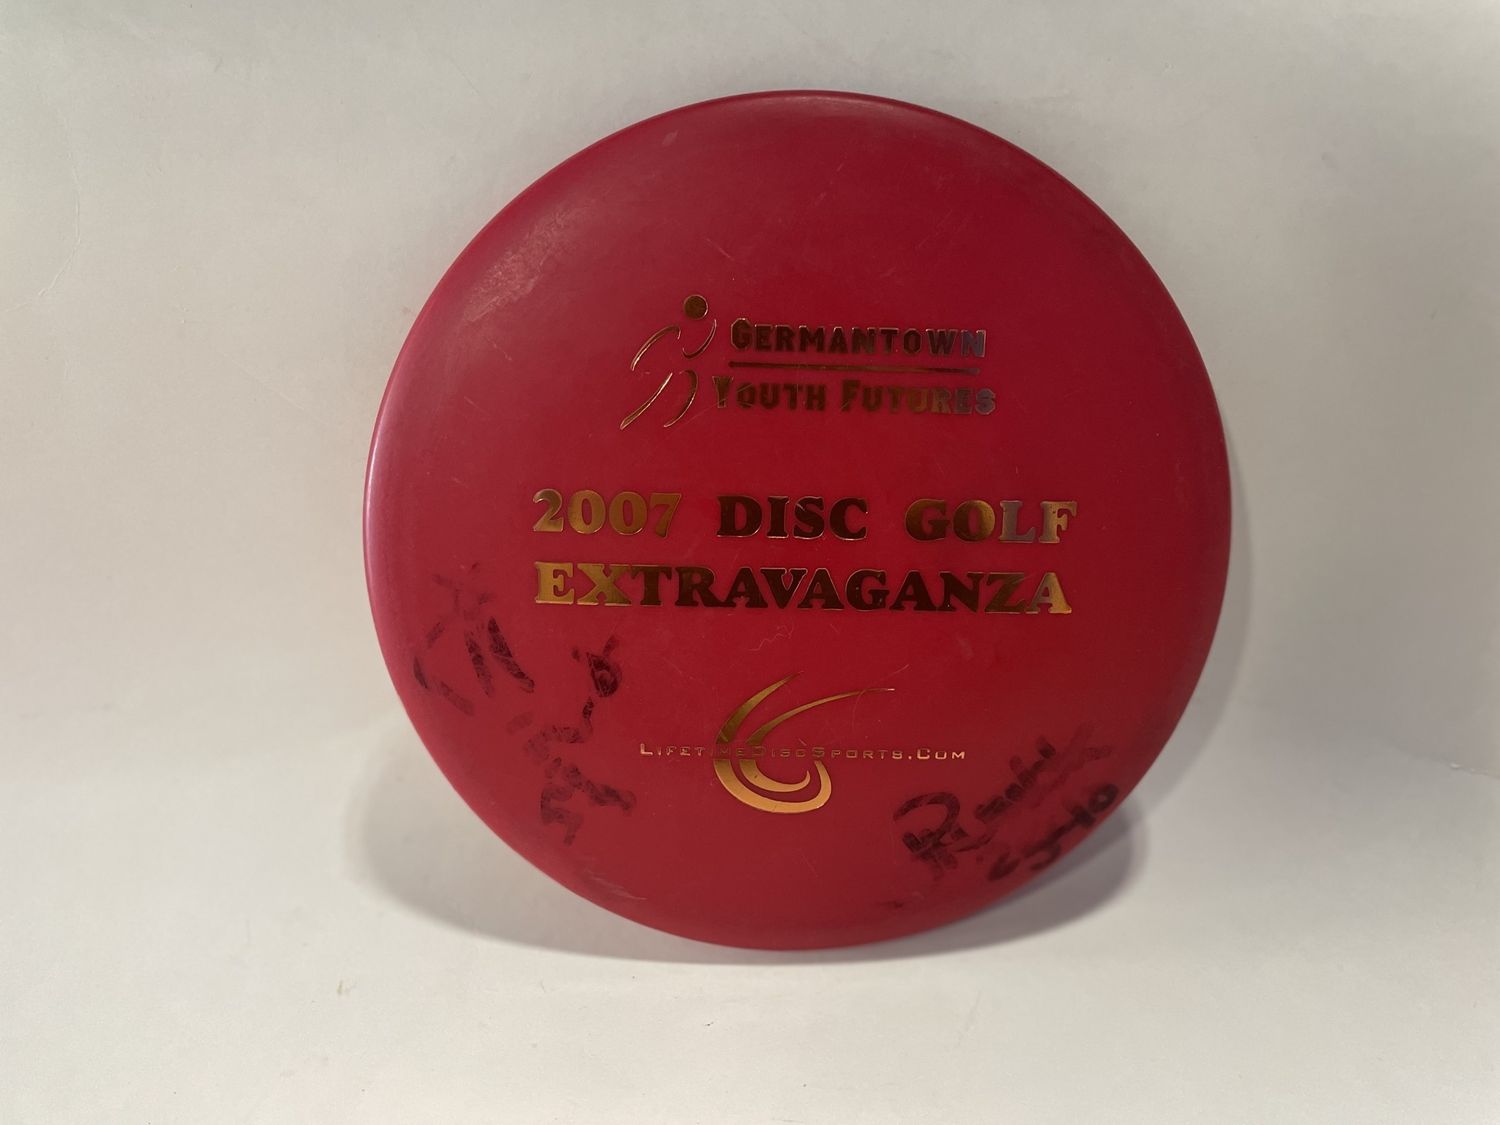 GERMANTOWN
YOUTH FUTURES
2007 DISC GOLF
EXTRAVAGANZA
LIFETIMEDISCSPORTS.COM